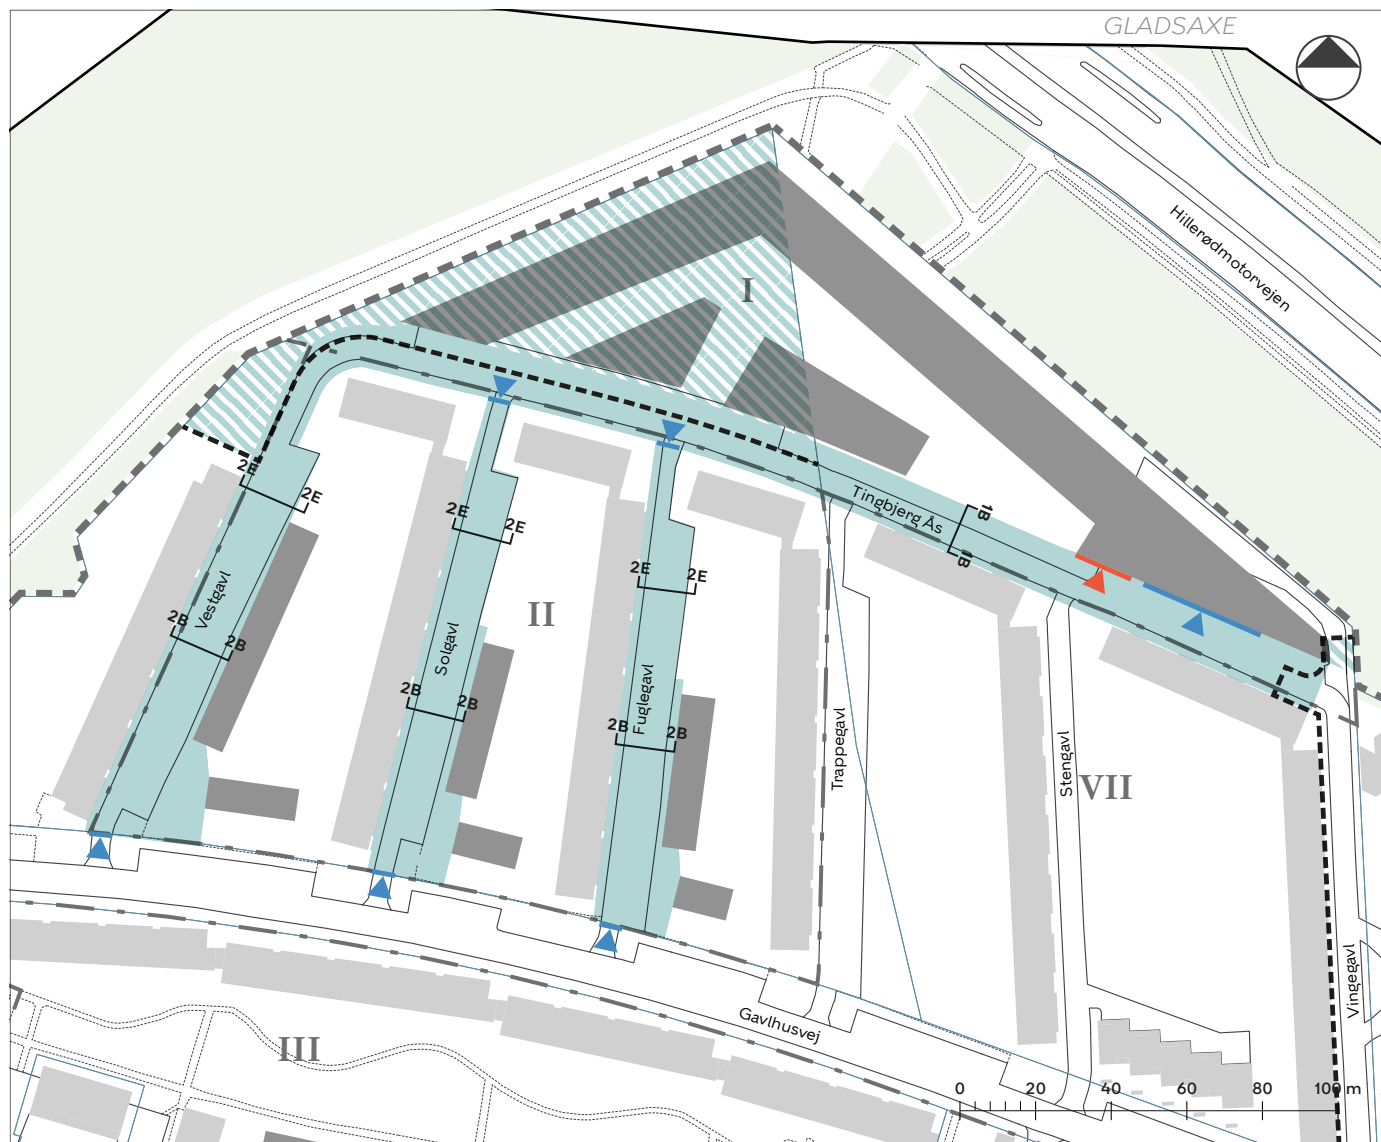 GLADSAXE
Hillerødmotorvejen
I
2E
2E
2E
2E
1B
Tingbjerg Ås
1B
2E
2E
Vestgavl
II
2B
2B
Solgavl
Fuglegavl
2B
2B
2B
2B
Trappegavl
Stengavl
VII
Vingegavl
Gavlhusvej
III
0 20 40 60 80 100 m